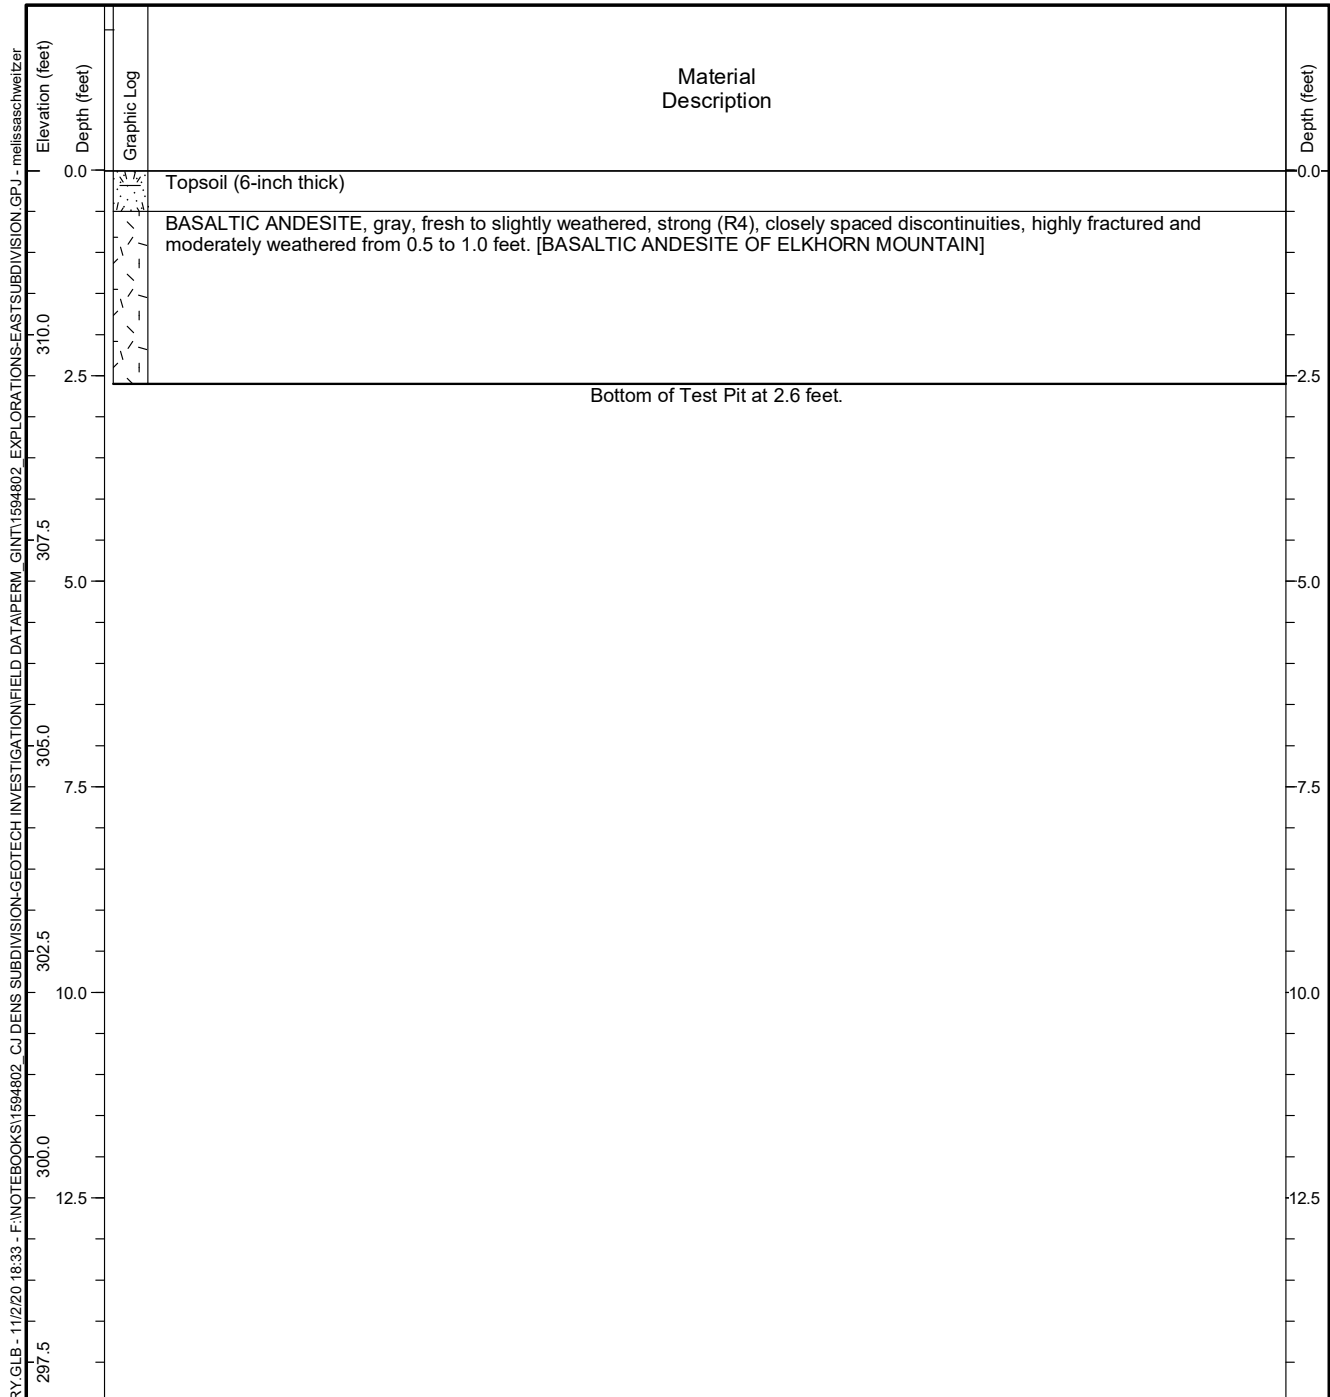 RY.GLB - 11/2/20 18:33 - F:\NOTEBOOKS\1594802_CJ DENS SUBDIVISION-GEOTECH INVESTIGATION\FIELD DATA\PERM_GINT\1594802_EXPLORATIONS-EASTSUBDIVISION.GPJ - melissaschweitzer
Elevation (feet)
Depth (feet)
Graphic Log
Material
Description
Depth (feet)
0.0
0.0
Topsoil (6-inch thick)
BASALTIC ANDESITE, gray, fresh to slightly weathered, strong (R4), closely spaced discontinuities, highly fractured and
moderately weathered from 0.5 to 1.0 feet. [BASALTIC ANDESITE OF ELKHORN MOUNTAIN]
310.0
2.5
2.5
Bottom of Test Pit at 2.6 feet.
307.5
5.0
5.0
305.0
7.5
7.5
302.5
10.0
10.0
300.0
12.5
12.5
297.5